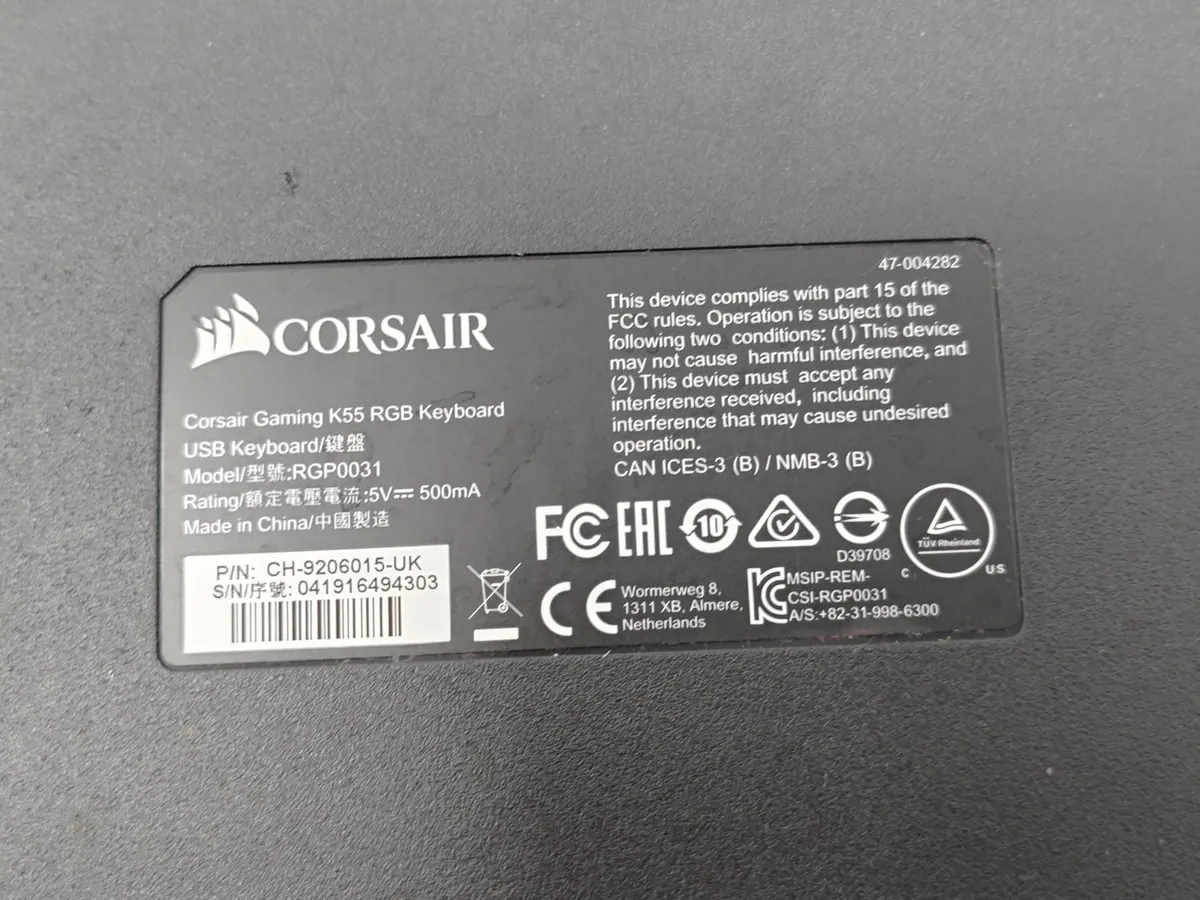 47-004282
CORSAIR
Corsair Gaming K55 RGB Keyboard
USB Keyboard/鍵盤
Model/型號:RGP0031
Rating/額定電壓電流:5V⎓ 500mA
Made in China/中國製造
P/N: CH-9206015-UK
S/N/序號: 041916494303
This device complies with part 15 of the
FCC rules. Operation is subject to the
following two conditions: (1) This device
may not cause harmful interference, and
(2) This device must accept any
interference received, including
interference that may cause undesired
operation.
CAN ICES-3 (B) / NMB-3 (B)
FC EAC 10
D39708
TÜV Rheinland
C US
CE
Wormerweg 8,
1311 XB, Almere,
Netherlands
MSIP-REM-
CSI-RGP0031
A/S:+82-31-998-6300